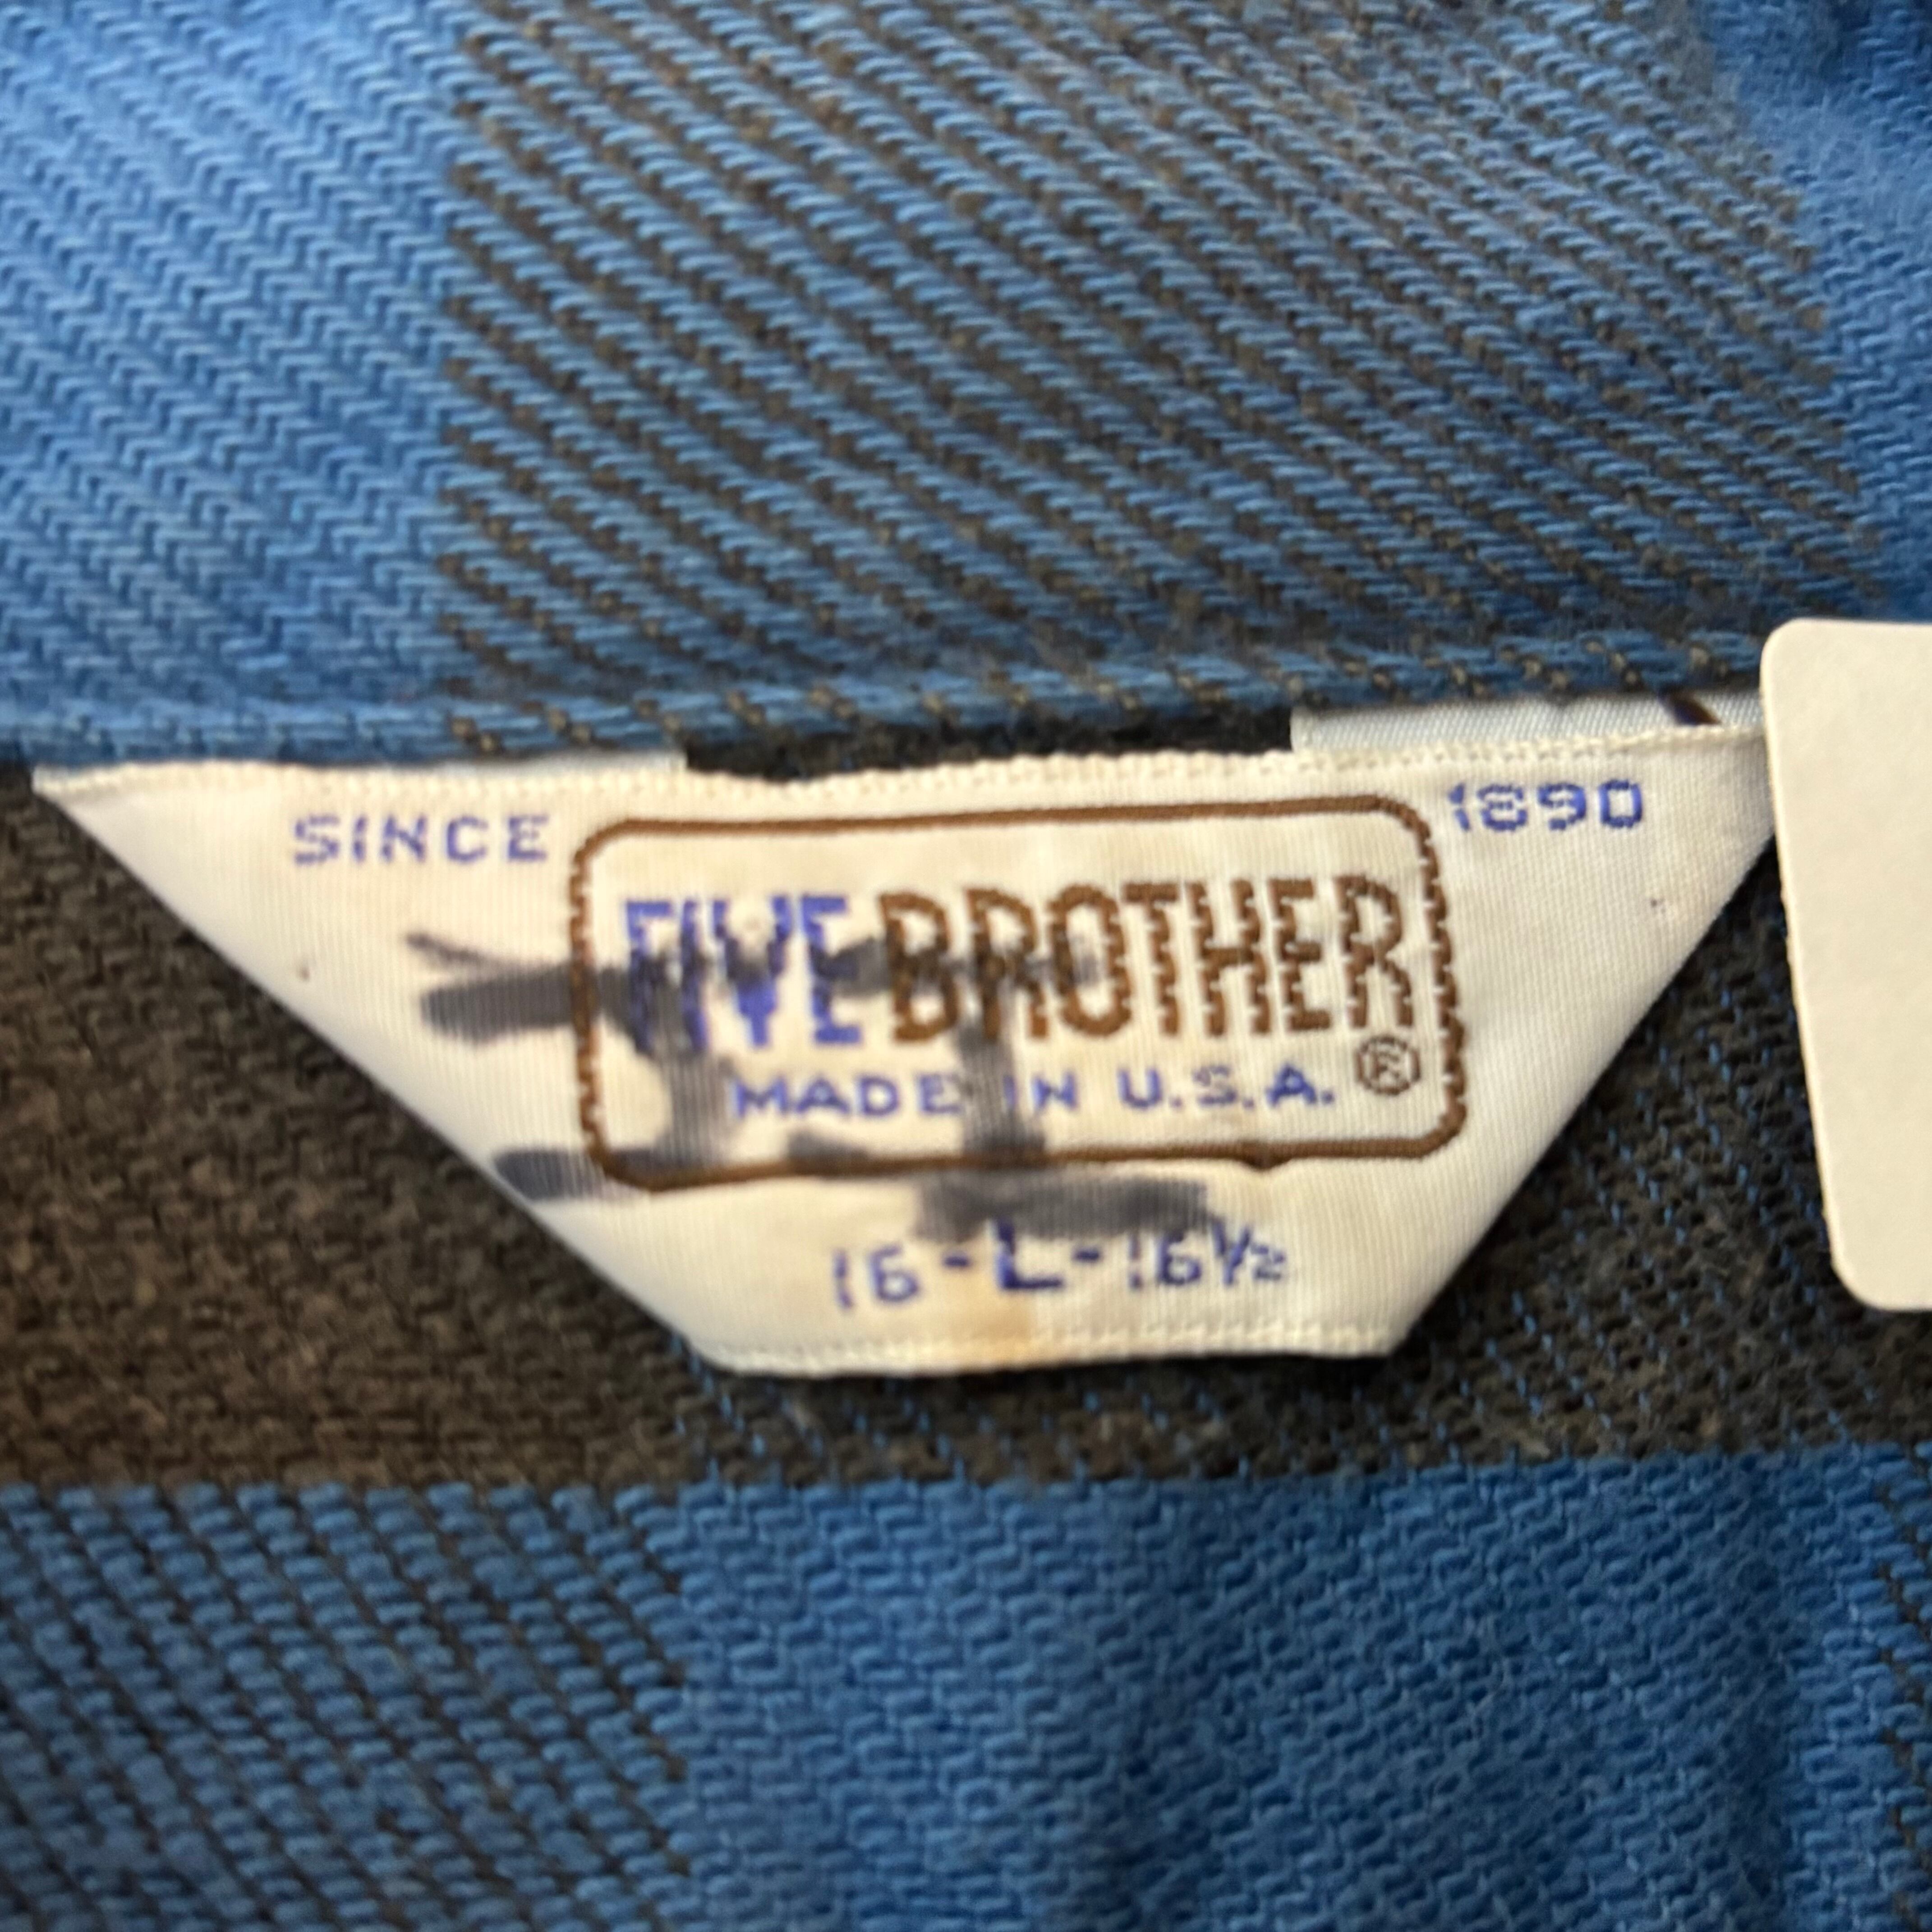 SINCE 1890
FIVE BROTHER
MADE IN U.S.A. ®
16-L-16½